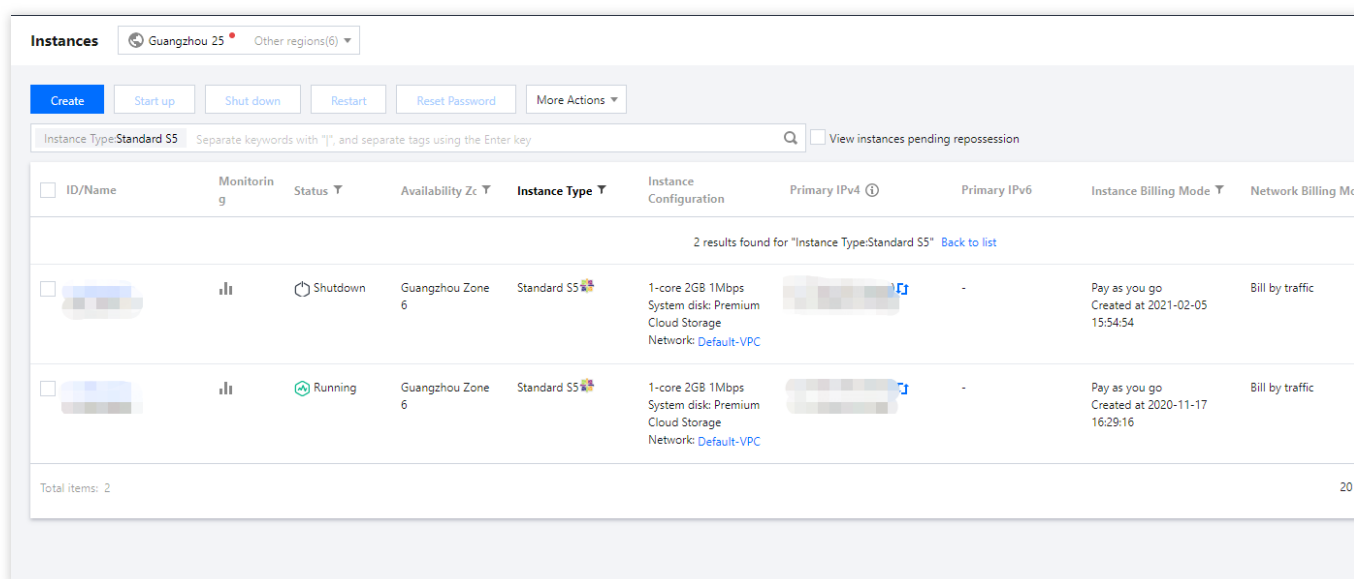 Instances Guangzhou 25 Other regions(6)
Create Start up Shut down Restart Reset Password More Actions
Instance Type:Standard S5 Separate keywords with "|", and separate tags using the Enter key View instances pending repossession
ID/Name Monitorin
g Status Availability Zc Instance Type Instance
Configuration Primary IPv4 Primary IPv6 Instance Billing Mode Network Billing Mo
2 results found for "Instance Type:Standard S5" Back to list
Shutdown Guangzhou Zone
6 Standard S5 1-core 2GB 1Mbps
System disk: Premium
Cloud Storage
Network: Default-VPC - Pay as you go
Created at 2021-02-05
15:54:54 Bill by traffic
Running Guangzhou Zone
6 Standard S5 1-core 2GB 1Mbps
System disk: Premium
Cloud Storage
Network: Default-VPC - Pay as you go
Created at 2020-11-17
16:29:16 Bill by traffic
Total items: 2 20